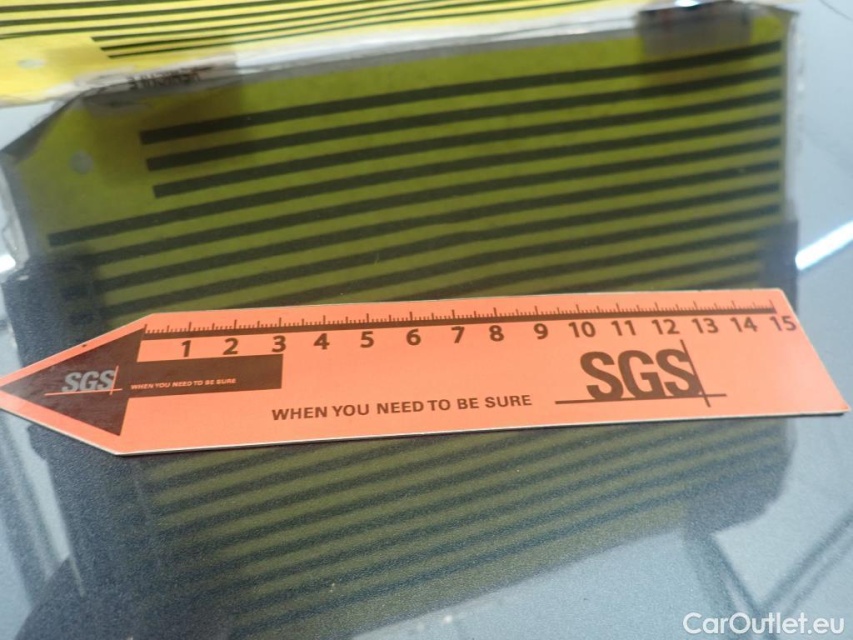 1 2 3 4 5 6 7 8 9 10 11 12 13 14 15
SGS WHEN YOU NEED TO BE SURE
WHEN YOU NEED TO BE SURE SGS
CarOutlet.eu